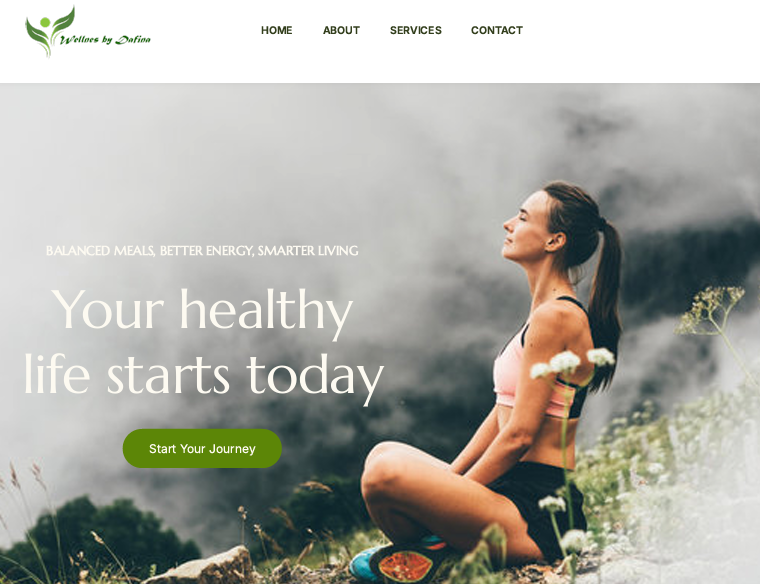 Wellnes by Dafina
HOME ABOUT SERVICES CONTACT
BALANCED MEALS, BETTER ENERGY, SMARTER LIVING
Your healthy
life starts today
Start Your Journey